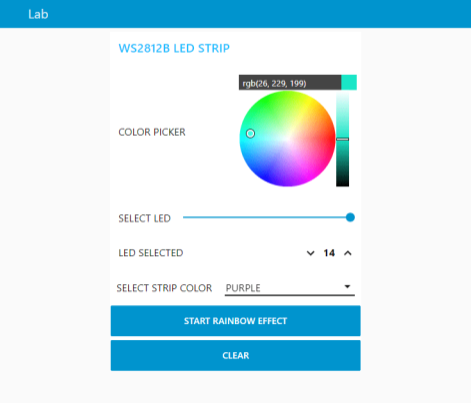 Lab
WS2812B LED STRIP
rgb(26, 229, 199)
COLOR PICKER
SELECT LED
LED SELECTED
14
SELECT STRIP COLOR
PURPLE
START RAINBOW EFFECT
CLEAR